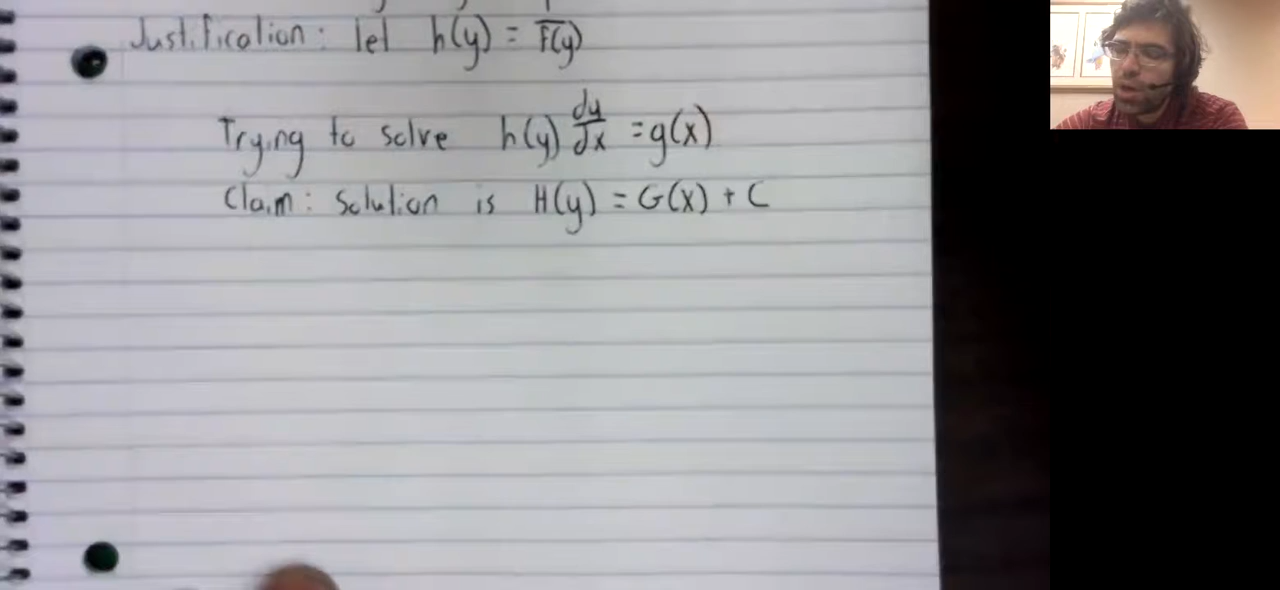 Justification: let h(y) = 1/F(y)
Trying to solve h(y) dy/dx = g(x)
Claim: Solution is H(y) = G(x) + C